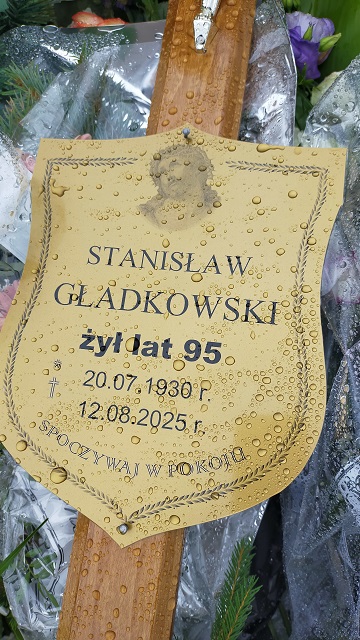 STANISŁAW
GŁADKOWSKI
żył lat 95
* 20.07.1930 r.
† 12.08.2025 r.
SPOCZYWAJ W POKOJU